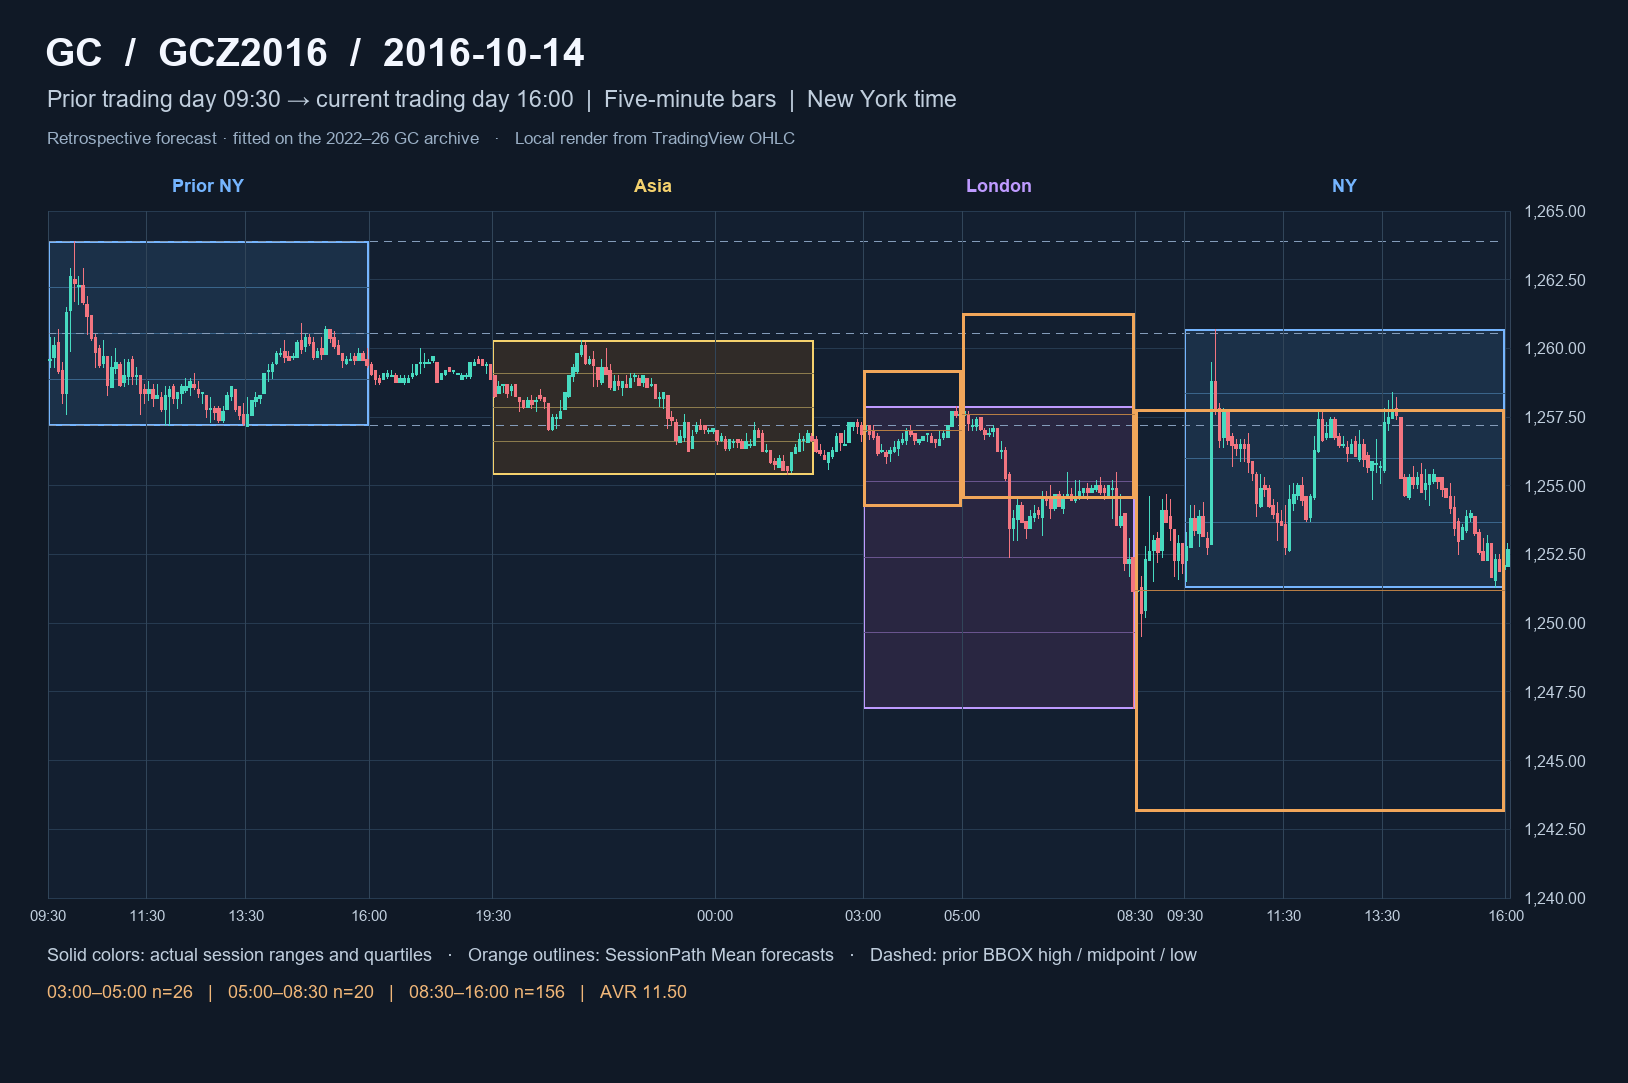 GC / GCZ2016 / 2016-10-14
Prior trading day 09:30 → current trading day 16:00 | Five-minute bars | New York time
Retrospective forecast · fitted on the 2022–26 GC archive · Local render from TradingView OHLC
Prior NY Asia London NY
1,265.00
1,262.50
1,260.00
1,257.50
1,255.00
1,252.50
1,250.00
1,247.50
1,245.00
1,242.50
1,240.00
09:30 11:30 13:30 16:00 19:30 00:00 03:00 05:00 08:30 09:30 11:30 13:30 16:00
Solid colors: actual session ranges and quartiles · Orange outlines: SessionPath Mean forecasts · Dashed: prior BBOX high / midpoint / low
03:00–05:00 n=26 | 05:00–08:30 n=20 | 08:30–16:00 n=156 | AVR 11.50